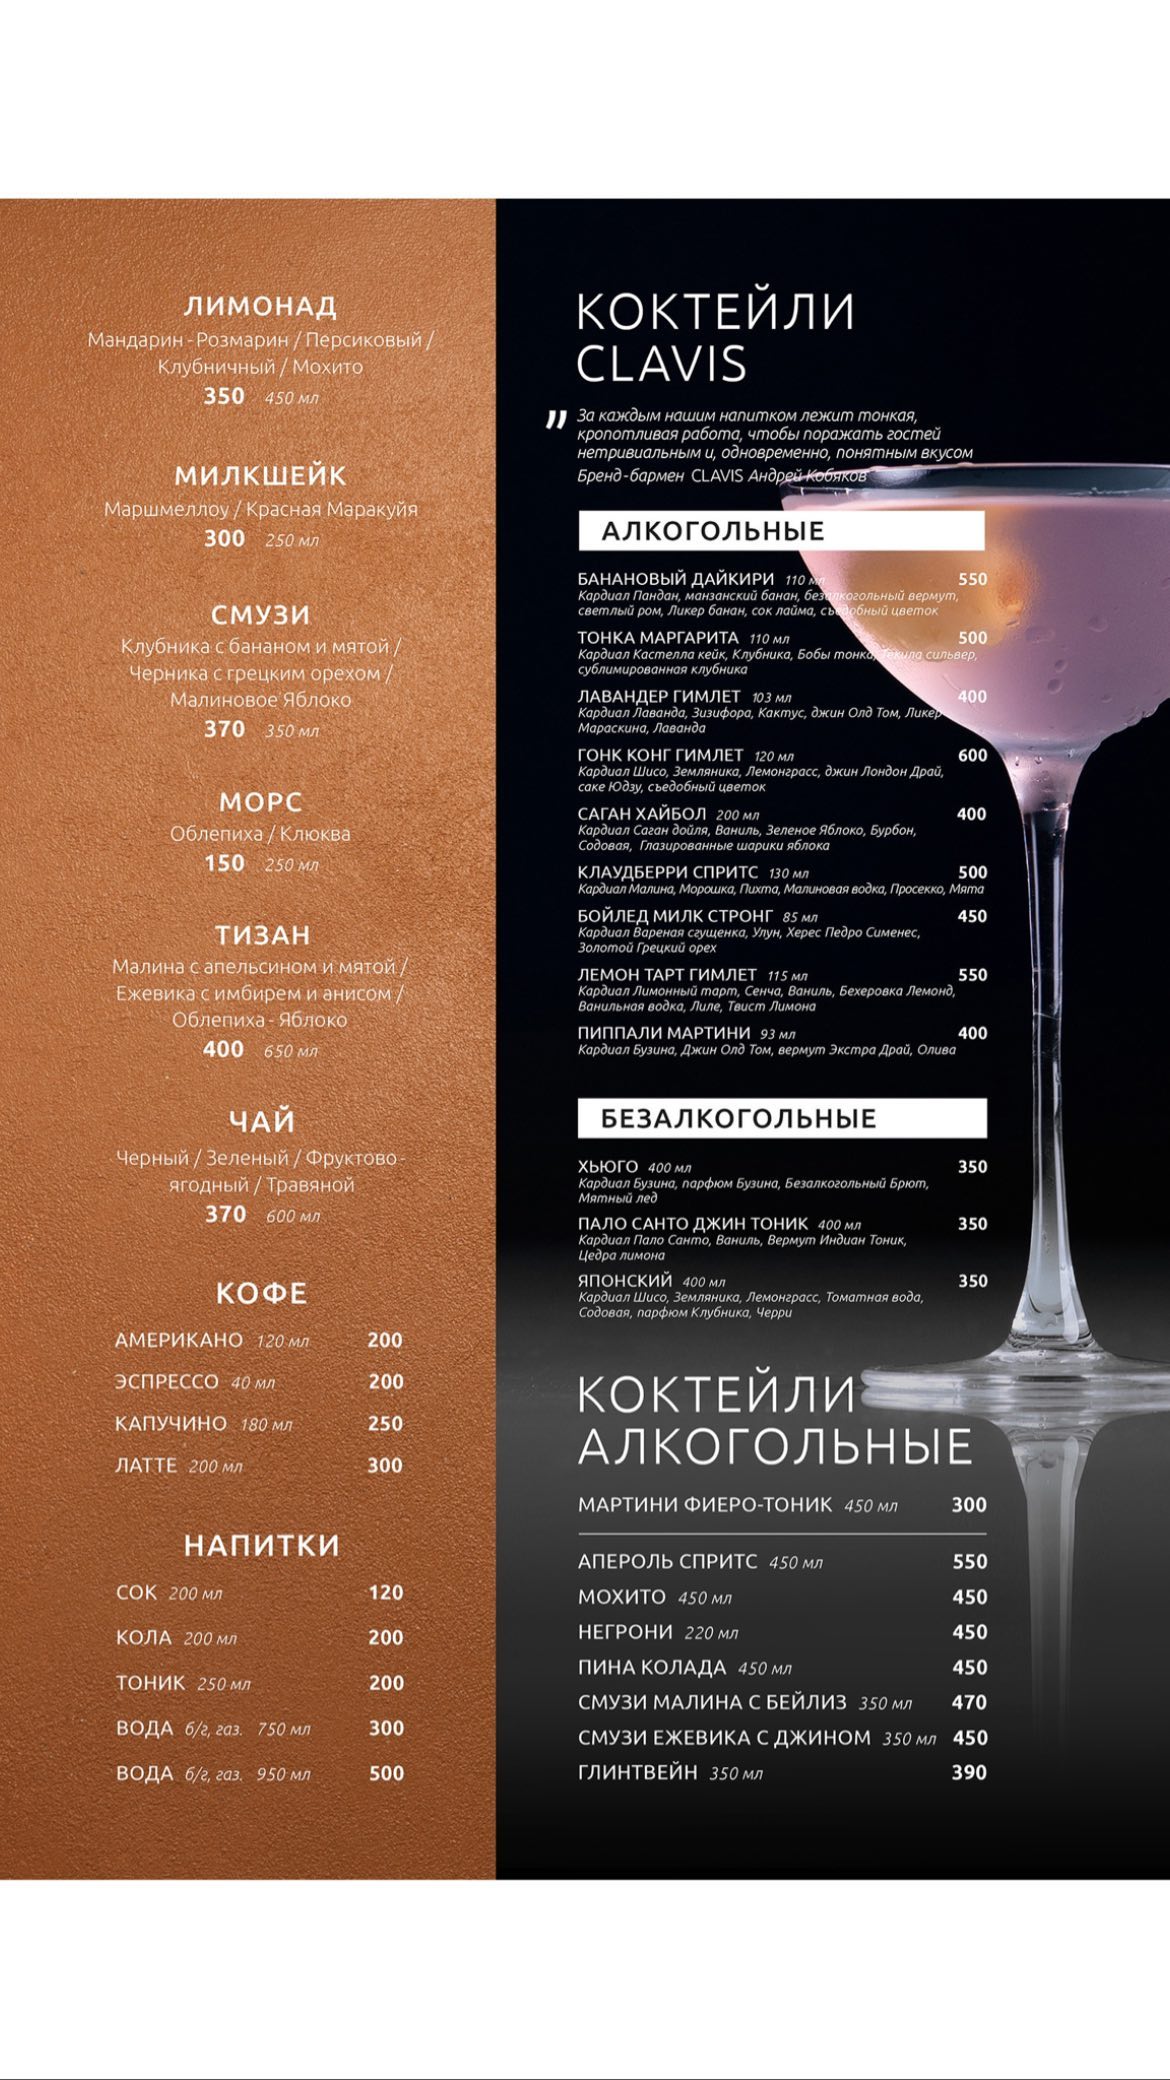 ЛИМОНАД
Мандарин - Розмарин / Персиковый /
Клубничный / Мохито
350 450 мл
МИЛКШЕЙК
Маршмеллоу / Красная Маракуйя
300 250 мл
СМУЗИ
Клубника с бананом и мятой /
Черника с грецким орехом /
Малиновое Яблоко
370 350 мл
МОРС
Облепиха / Клюква
150 250 мл
ТИЗАН
Малина с апельсином и мятой /
Ежевика с имбирем и анисом /
Облепиха - Яблоко
400 650 мл
ЧАЙ
Черный / Зеленый / Фруктово-
ягодный / Травяной
370 600 мл
КОФЕ
АМЕРИКАНО 120 мл 200
ЭСПРЕССО 40 мл 200
КАПУЧИНО 180 мл 250
ЛАТТЕ 200 мл 300
НАПИТКИ
СОК 200 мл 120
КОЛА 200 мл 200
ТОНИК 250 мл 200
ВОДА б/г, газ. 750 мл 300
ВОДА б/г, газ. 950 мл 500
КОКТЕЙЛИ
CLAVIS
" За каждым нашим напитком лежит тонкая,
кропотливая работа, чтобы поражать гостей
нетривиальным и, одновременно, понятным вкусом
Бренд-бармен CLAVIS Андрей Кобяков
АЛКОГОЛЬНЫЕ
БАНАНОВЫЙ ДАЙКИРИ 110 мл 550
Кардиал Пандан, манзанский банан, безалкогольный вермут,
светлый ром, Ликер банан, сок лайма, съедобный цветок
ТОНКА МАРГАРИТА 110 мл 500
Кардиал Кастелла кейк, Клубника, Бобы тонка, Текила сильвер,
сублимированная клубника
ЛАВАНДЕР ГИМЛЕТ 103 мл 400
Кардиал Лаванда, Зизифора, Кактус, джин Олд Том, Ликер
Мараскина, Лаванда
ГОНК КОНГ ГИМЛЕТ 120 мл 600
Кардиал Шисо, Земляника, Лемонграсс, джин Лондон Драй,
саке Юдзу, съедобный цветок
САГАН ХАЙБОЛ 200 мл 400
Кардиал Саган дойля, Ваниль, Зеленое Яблоко, Бурбон,
Содовая, Глазированные шарики яблока
КЛАУДБЕРРИ СПРИТС 130 мл 500
Кардиал Малина, Морошка, Пихта, Малиновая водка, Просекко, Мята
БОЙЛЕД МИЛК СТРОНГ 85 мл 450
Кардиал Вареная сгущенка, Улун, Херес Педро Сименес,
Золотой Грецкий орех
ЛЕМОН ТАРТ ГИМЛЕТ 115 мл 550
Кардиал Лимонный тарт, Сенча, Ваниль, Бехеровка Лемонд,
Ванильная водка, Лиле, Твист Лимона
ПИППАЛИ МАРТИНИ 93 мл 400
Кардиал Бузина, Джин Олд Том, вермут Экстра Драй, Олива
БЕЗАЛКОГОЛЬНЫЕ
ХЬЮГО 400 мл 350
Кардиал Бузина, парфюм Бузина, Безалкогольный Брют,
Мятный лед
ПАЛО САНТО ДЖИН ТОНИК 400 мл 350
Кардиал Пало Санто, Ваниль, Вермут Индиан Тоник,
Цедра лимона
ЯПОНСКИЙ 400 мл 350
Кардиал Шисо, Земляника, Лемонграсс, Томатная вода,
Содовая, парфюм Клубника, Черри
КОКТЕЙЛИ
АЛКОГОЛЬНЫЕ
МАРТИНИ ФИЕРО-ТОНИК 450 мл 300
АПЕРОЛЬ СПРИТС 450 мл 550
МОХИТО 450 мл 450
НЕГРОНИ 220 мл 450
ПИНА КОЛАДА 450 мл 450
СМУЗИ МАЛИНА С БЕЙЛИЗ 350 мл 470
СМУЗИ ЕЖЕВИКА С ДЖИНОМ 350 мл 450
ГЛИНТВЕЙН 350 мл 390